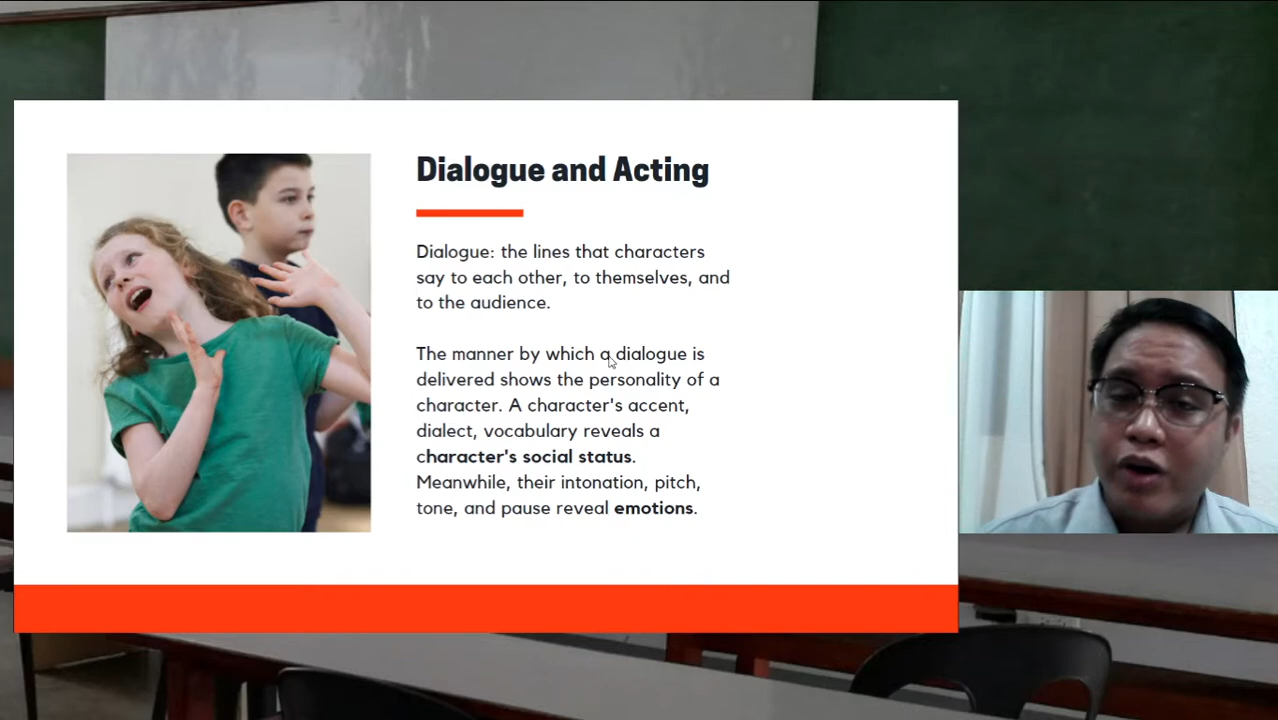 Dialogue and Acting
Dialogue: the lines that characters
say to each other, to themselves, and
to the audience.
The manner by which a dialogue is
delivered shows the personality of a
character. A character's accent,
dialect, vocabulary reveals a
character's social status.
Meanwhile, their intonation, pitch,
tone, and pause reveal emotions.